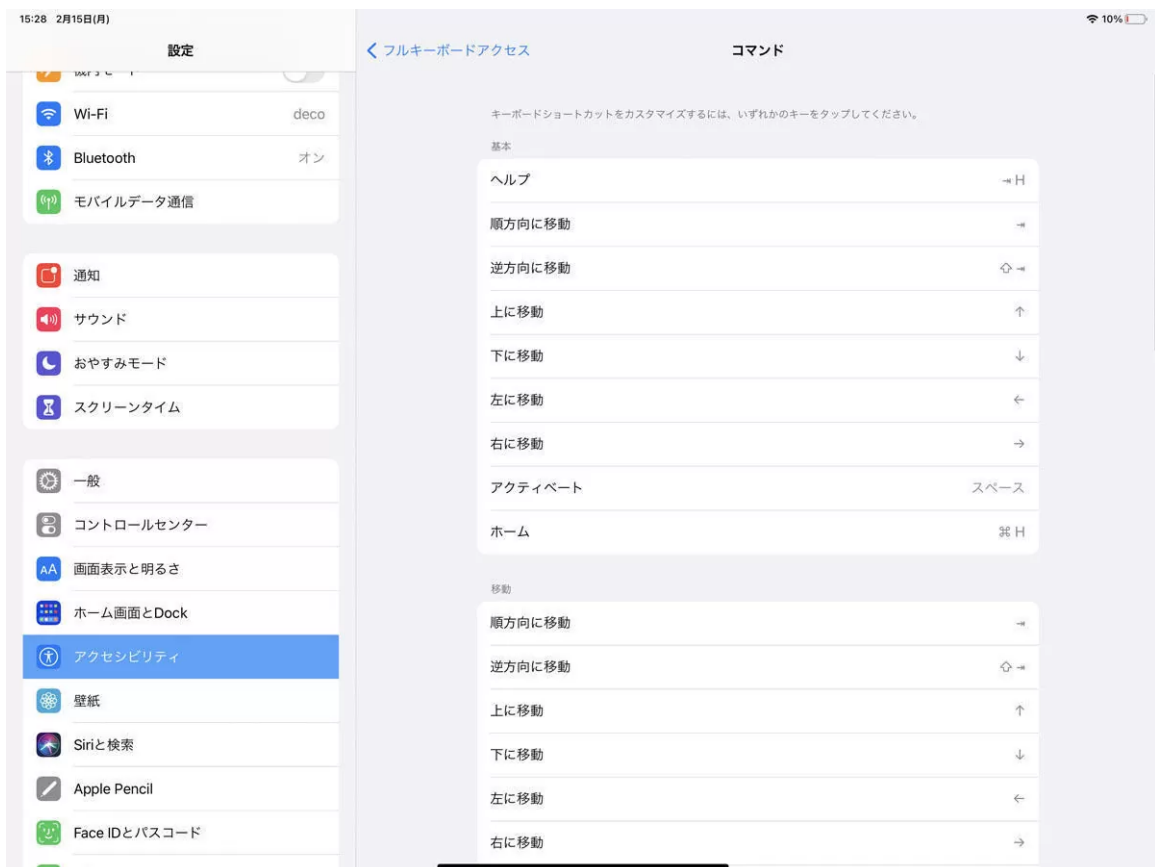 15:28 2月15日(月)
10%
設定
フルキーボードアクセス
コマンド
Wi-Fi
deco
Bluetooth
オン
モバイルデータ通信
通知
サウンド
おやすみモード
スクリーンタイム
一般
コントロールセンター
AA
画面表示と明るさ
ホーム画面とDock
アクセシビリティ
壁紙
Siriと検索
Apple Pencil
Face IDとパスコード
キーボードショートカットをカスタマイズするには、いずれかのキーをタップしてください。
基本
ヘルプ ⇥ H
順方向に移動 ⇥
逆方向に移動 ⇧ ⇥
上に移動 ↑
下に移動 ↓
左に移動 ←
右に移動 →
アクティベート スペース
ホーム ⌘ H
移動
順方向に移動 ⇥
逆方向に移動 ⇧ ⇥
上に移動 ↑
下に移動 ↓
左に移動 ←
右に移動 →